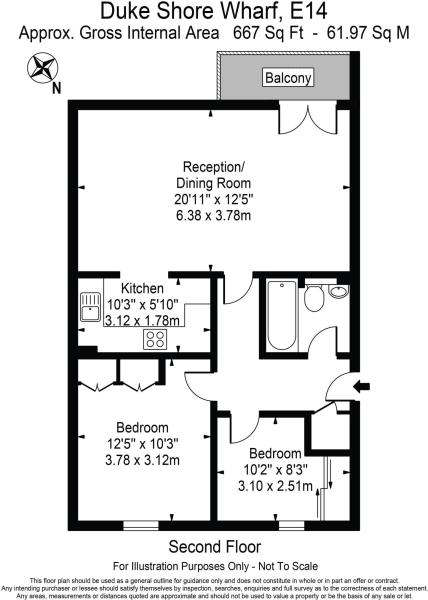 Duke Shore Wharf, E14
Approx. Gross Internal Area 667 Sq Ft - 61.97 Sq M
N
Balcony
Reception/
Dining Room
20'11" x 12'5"
6.38 x 3.78m
Kitchen
10'3" x 5'10"
3.12 x 1.78m
Bedroom
12'5" x 10'3"
3.78 x 3.12m
Bedroom
10'2" x 8'3"
3.10 x 2.51m
Second Floor
For Illustration Purposes Only - Not To Scale
This floor plan should be used as a general outline for guidance only and does not constitute in whole or in part an offer or contract.
Any intending purchaser or lessee should satisfy themselves by inspection, searches, enquiries and full survey as to the correctness of each statement.
Any areas, measurements or distances quoted are approximate and should not be used to value a property or be the basis of any sale or let.